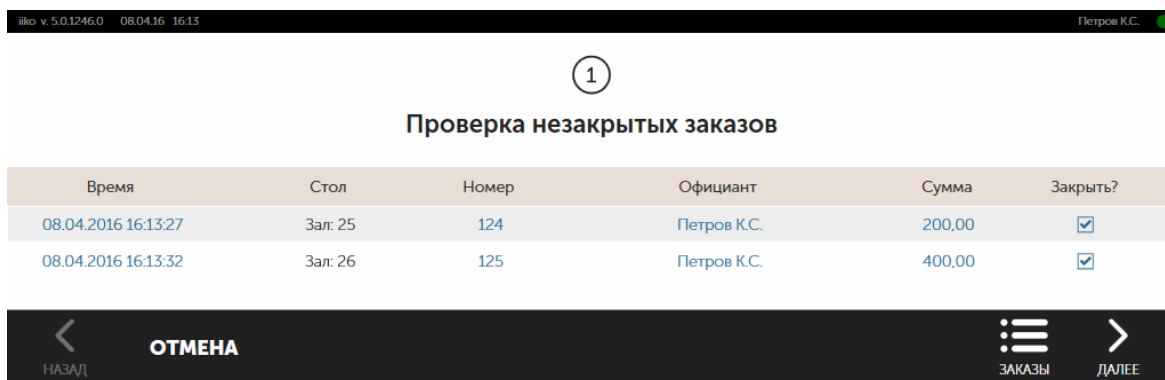 iiko v. 5.0.1246.0 08.04.16 16:13 Петров К.С.
1
Проверка незакрытых заказов
Время Стол Номер Официант Сумма Закрыть?
08.04.2016 16:13:27 Зал: 25 124 Петров К.С. 200,00
08.04.2016 16:13:32 Зал: 26 125 Петров К.С. 400,00
НАЗАД ОТМЕНА ЗАКАЗЫ ДАЛЕЕ